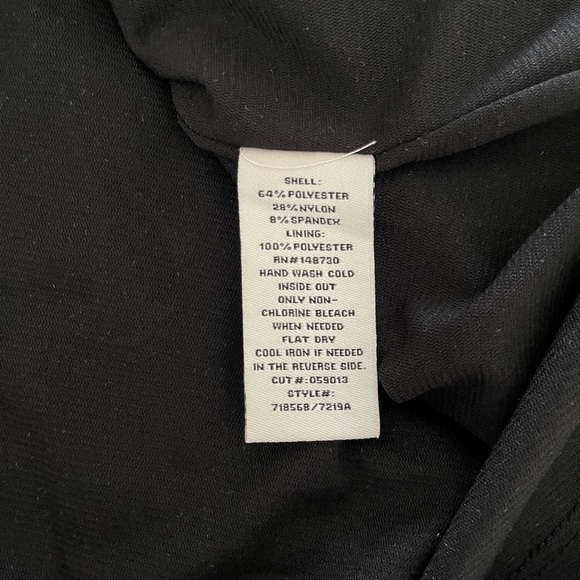 SHELL:
64% POLYESTER
28% NYLON
8% SPANDEX
LINING:
100% POLYESTER
RN#148730
HAND WASH COLD
INSIDE OUT
ONLY NON-
CHLORINE BLEACH
WHEN NEEDED
FLAT DRY
COOL IRON IF NEEDED
IN THE REVERSE SIDE.
CUT #:059013
STYLE#:
718568/7219A